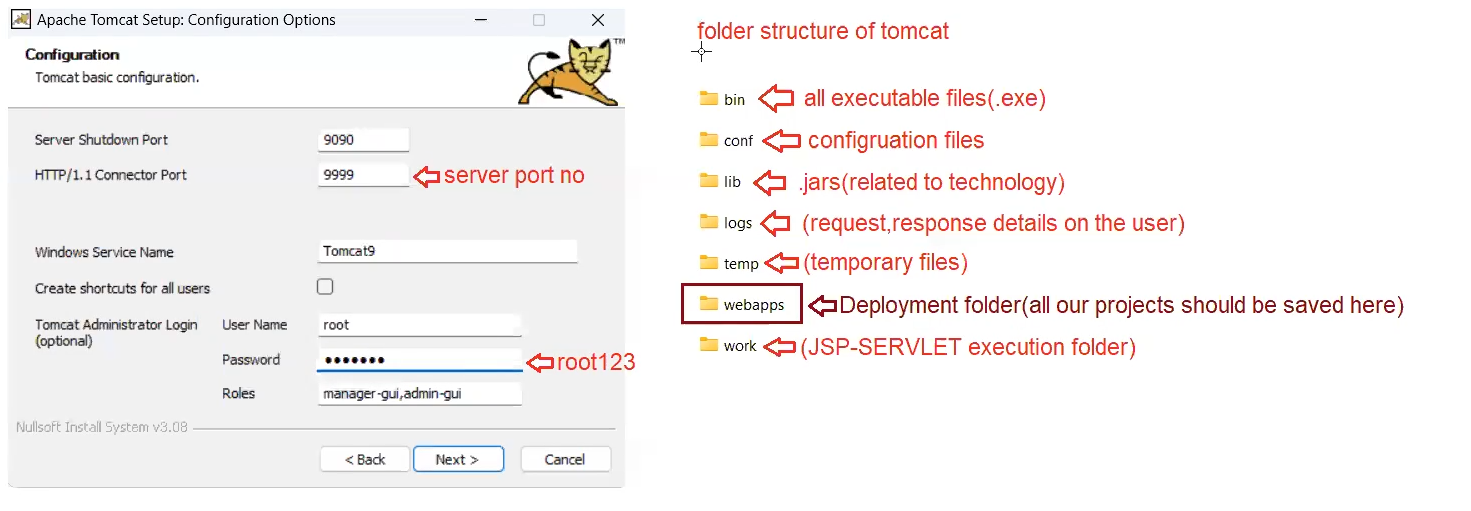 Apache Tomcat Setup: Configuration Options
Configuration
Tomcat basic configuration.
TM
Server Shutdown Port
9090
HTTP/1.1 Connector Port
9999
server port no
Windows Service Name
Tomcat9
Create shortcuts for all users
Tomcat Administrator Login
(optional)
User Name
root
Password
●●●●●●●
root123
Roles
manager-gui,admin-gui
Nullsoft Install System v3.08
< Back
Next >
Cancel
folder structure of tomcat
bin
all executable files(.exe)
conf
configruation files
lib
.jars(related to technology)
logs
(request,response details on the user)
temp
(temporary files)
webapps
Deployment folder(all our projects should be saved here)
work
(JSP-SERVLET execution folder)